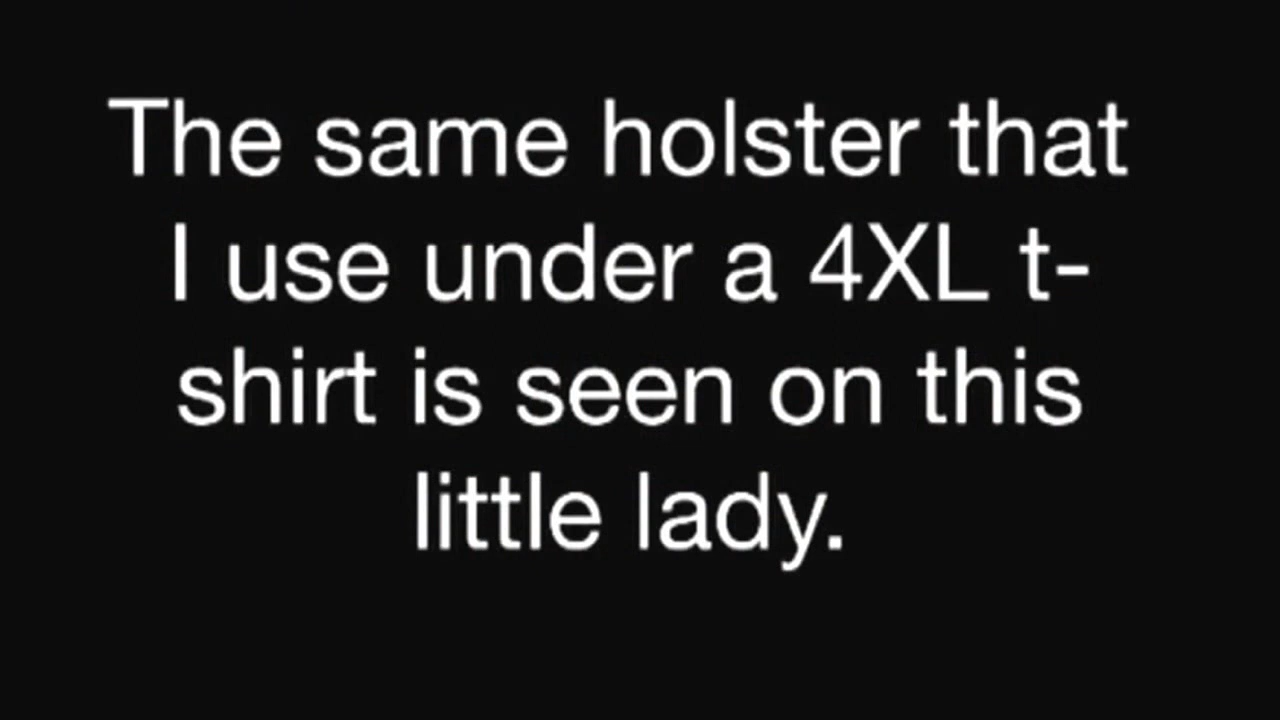 The same holster that
I use under a 4XL t-
shirt is seen on this
little lady.